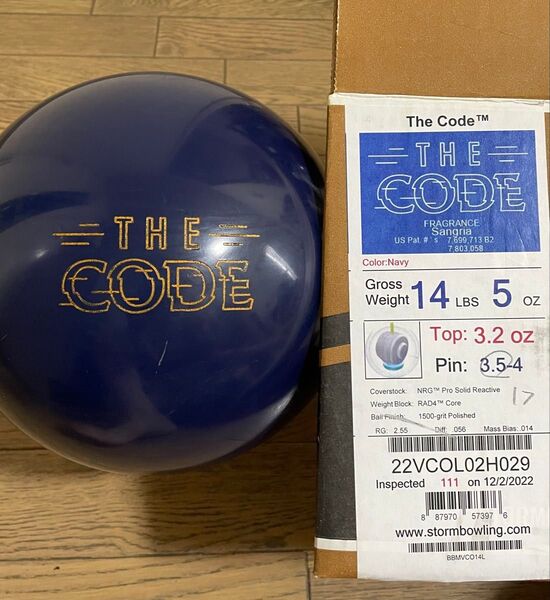 THE
CODE
The Code™
THE
CODE
FRAGRANCE
Sangria
US Pat. #'s 7,699,713 B2
7,803,058
Color:Navy
Gross Weight 14 LBS 5 OZ
Top: 3.2 oz
Pin: 3.5-4
17
Coverstock: NRG™ Pro Solid Reactive
Weight Block: RAD4™ Core
Ball Finish: 1500-grit Polished
RG: 2.55 Diff: .056 Mass Bias: .014
22VCOL02H029
Inspected 111 on 12/2/2022
8 87970 57397 6
www.stormbowling.com
BBMVCO14L